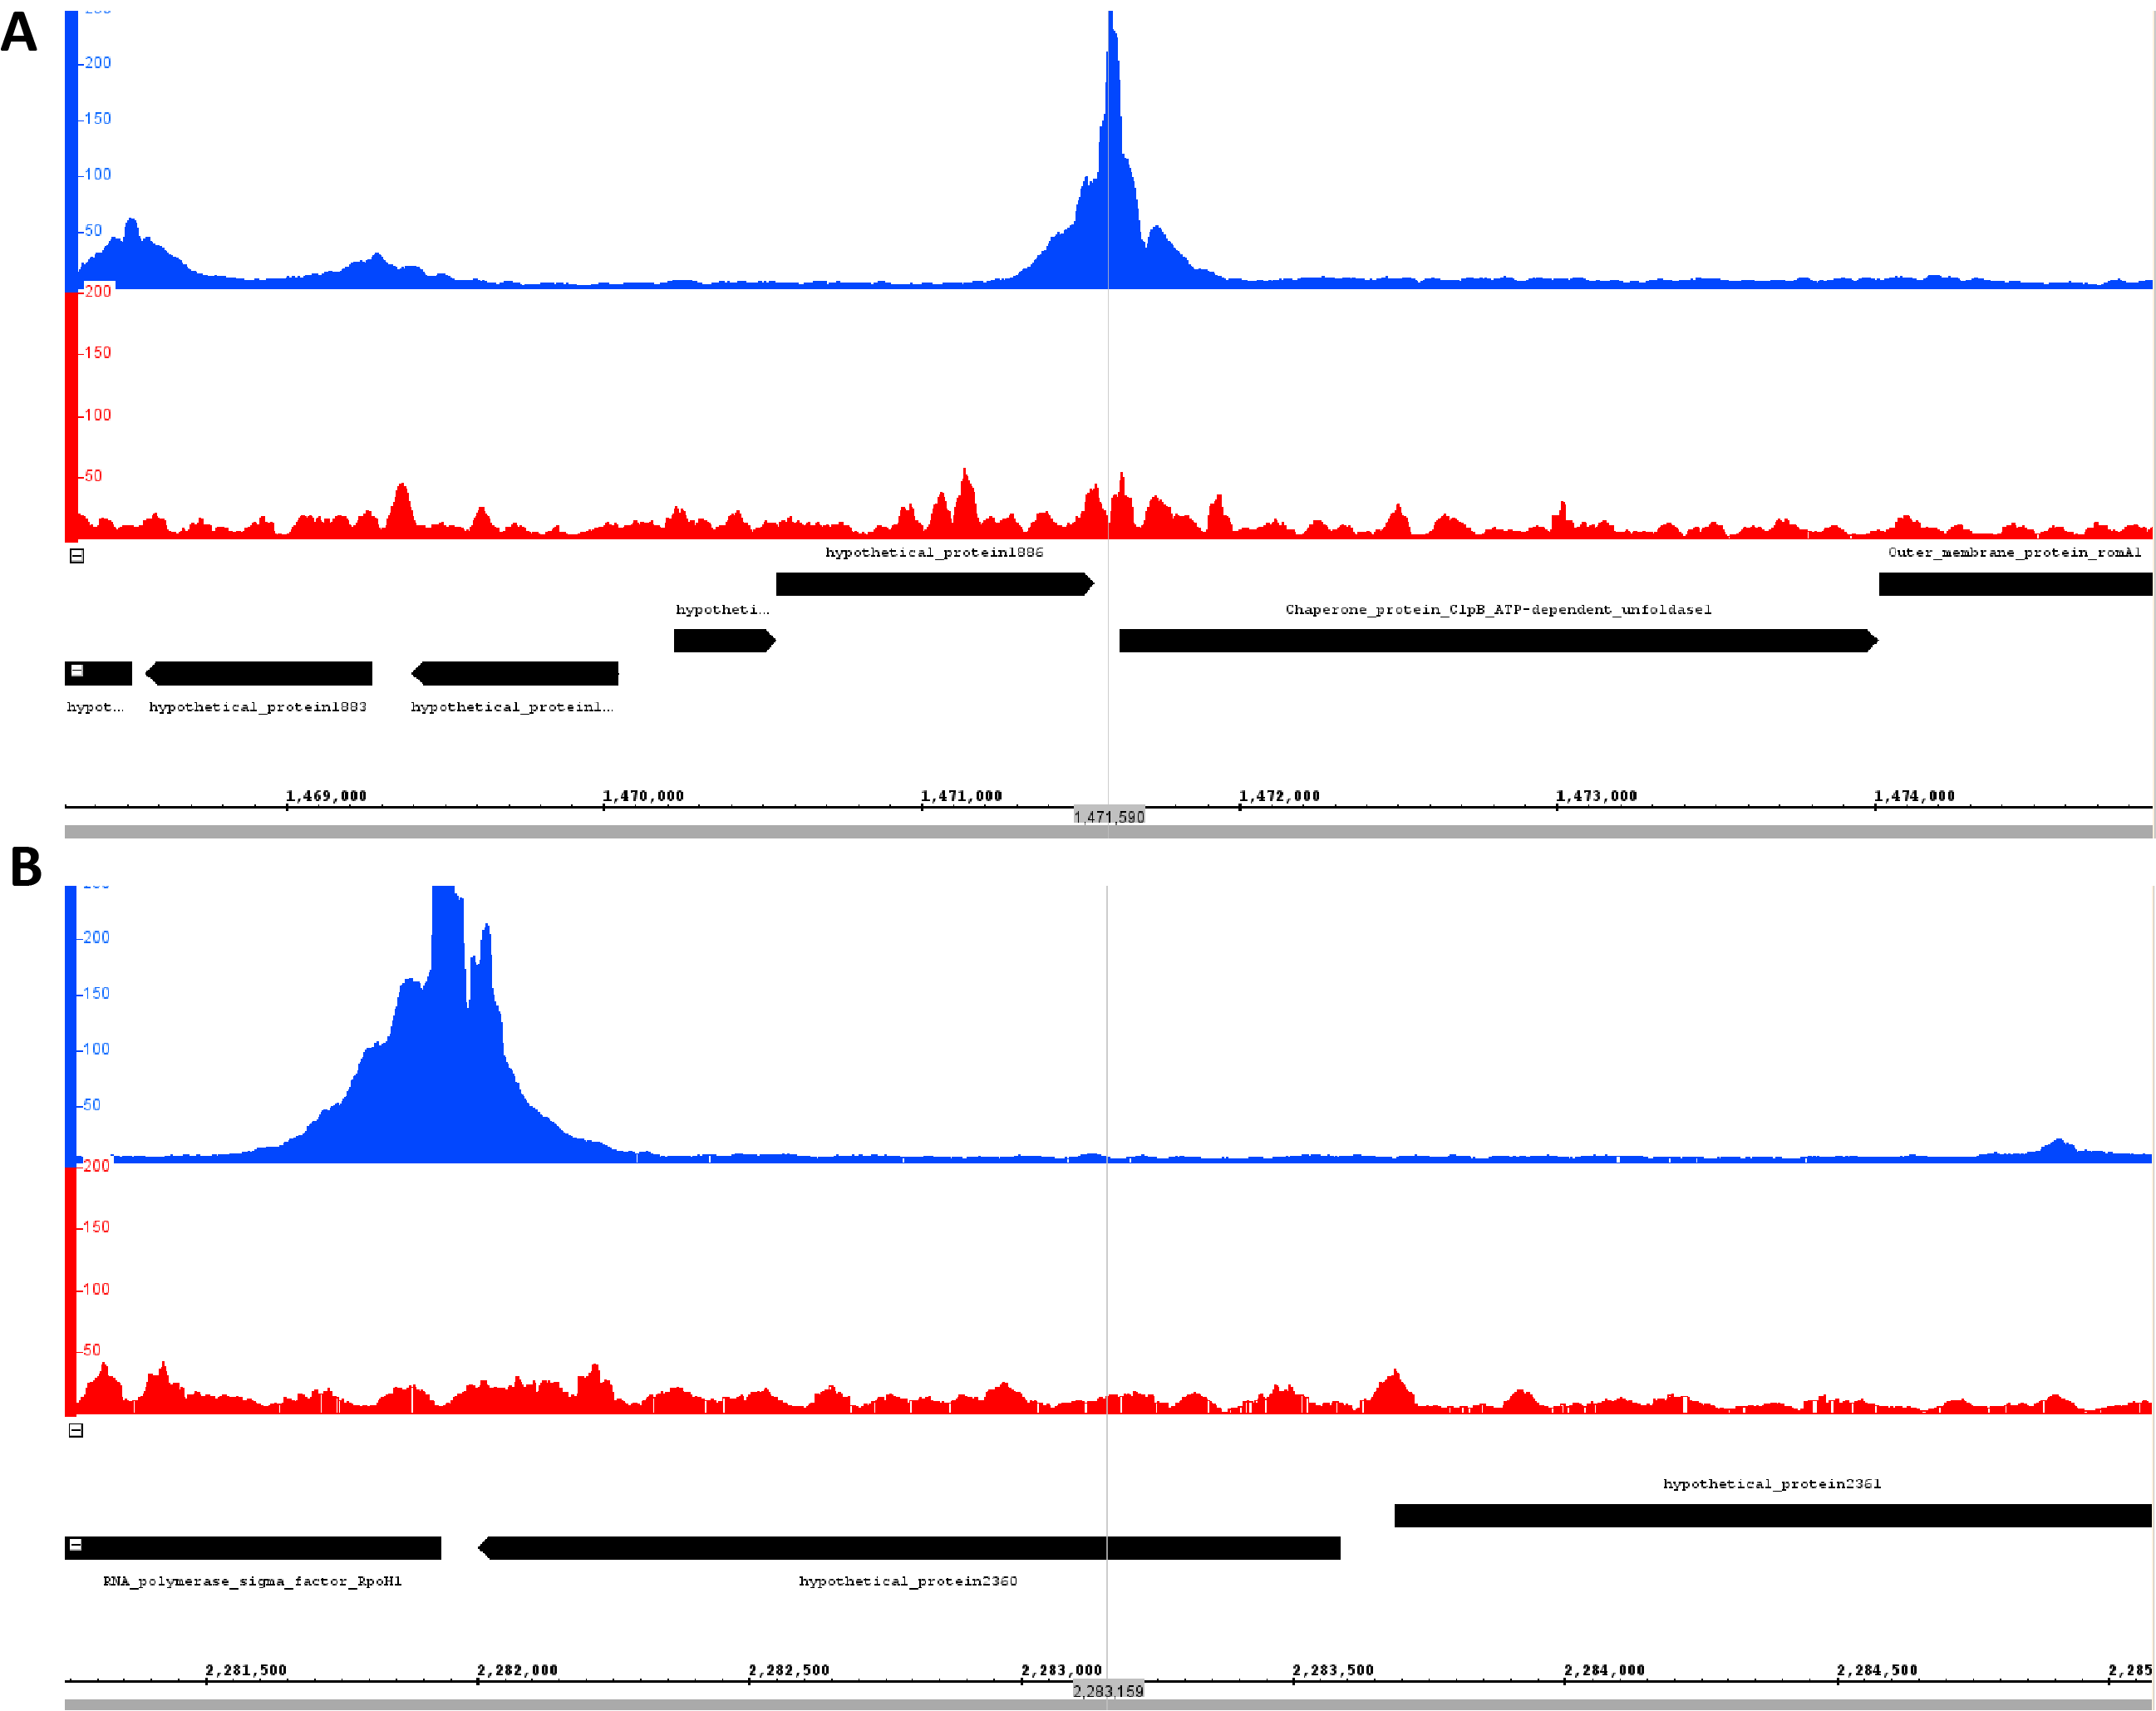 A
200
150
100
50
200
150
100
50
hypothetical_protein1886
Outer_membrane_protein_romA1
hypotheti...
Chaperone_protein_ClpB_ATP-dependent_unfoldase1
hypot...
hypothetical_protein1883
hypothetical_protein1...
1,469,000
1,470,000
1,471,000
1,472,000
1,473,000
1,474,000
1,471,590
B
200
150
100
50
200
150
100
50
hypothetical_protein2361
RNA_polymerase_sigma_factor_RpoH1
hypothetical_protein2360
2,281,500
2,282,000
2,282,500
2,283,000
2,283,500
2,284,000
2,284,500
2,285
2,283,159